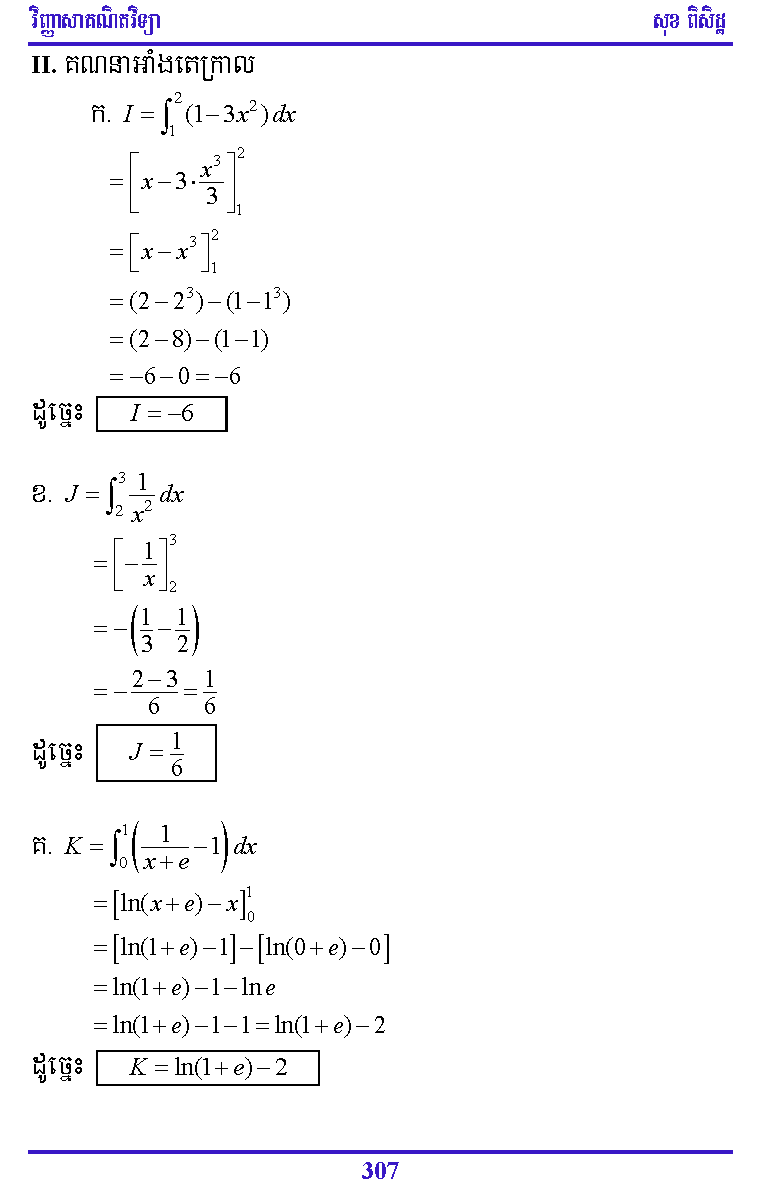 វិញ្ញាសាគណិតវិទ្យា សុខ ពិសិដ្ឋ
II. គណនាអាំងតេក្រាល
ក. I = ∫₁² (1−3x²) dx
= [x − 3·x³/3]₁²
= [x − x³]₁²
= (2 − 2³) − (1 − 1³)
= (2 − 8) − (1 − 1)
= −6 − 0 = −6
ដូច្នេះ I = −6
ខ. J = ∫₂³ 1/x² dx
= [−1/x]₂³
= −(1/3 − 1/2)
= −(2−3)/6 = 1/6
ដូច្នេះ J = 1/6
គ. K = ∫₀¹ (1/(x+e) − 1) dx
= [ln(x+e) − x]₀¹
= [ln(1+e) − 1] − [ln(0+e) − 0]
= ln(1+e) − 1 − ln e
= ln(1+e) − 1 − 1 = ln(1+e) − 2
ដូច្នេះ K = ln(1+e) − 2
307